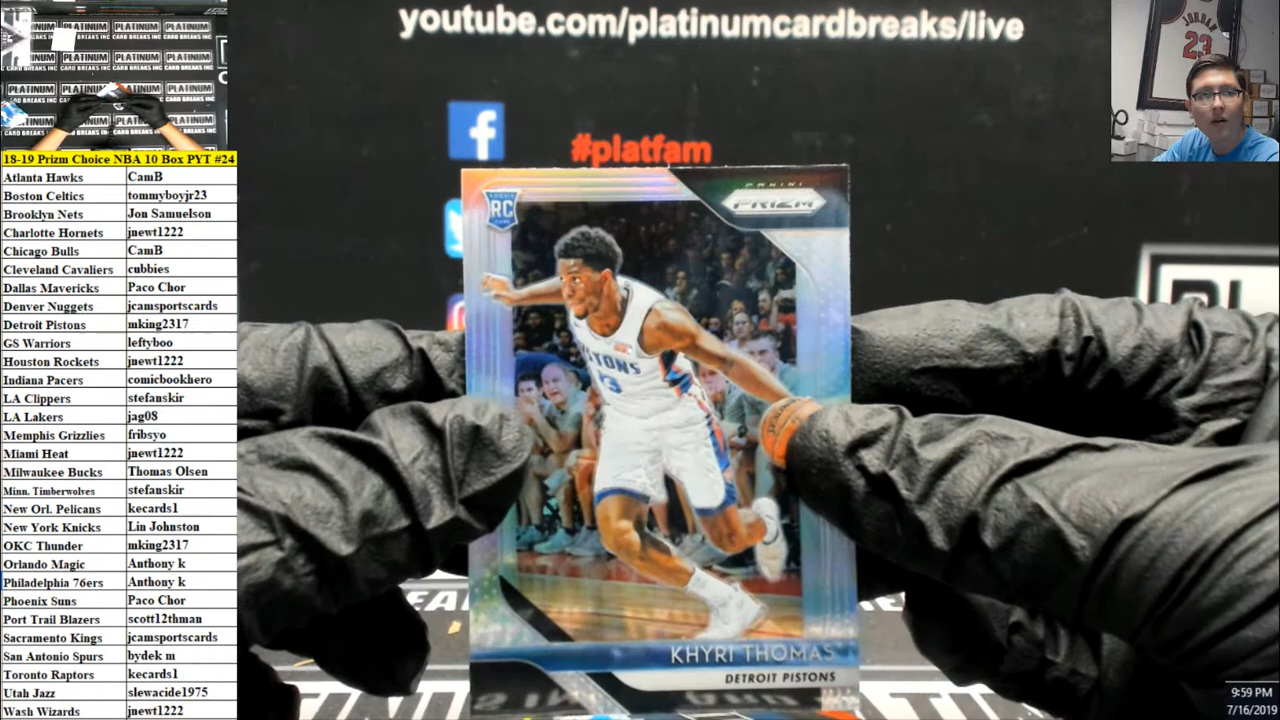 youtube.com/platinumcardbreaks/live
#platfam
JORDAN
23
PLATINUM
CARD BREAKS INC
18-19 Prizm Choice NBA 10 Box PYT #24
Atlanta Hawks CamB
Boston Celtics tommyboyjr23
Brooklyn Nets Jon Samuelson
Charlotte Hornets jnewt1222
Chicago Bulls CamB
Cleveland Cavaliers cubbies
Dallas Mavericks Paco Chor
Denver Nuggets jcamsportscards
Detroit Pistons mking2317
GS Warriors leftyboo
Houston Rockets jnewt1222
Indiana Pacers comicbookhero
LA Clippers stefanskir
LA Lakers jag08
Memphis Grizzlies fribsyo
Miami Heat jnewt1222
Milwaukee Bucks Thomas Olsen
Minn. Timberwolves stefanskir
New Orl. Pelicans kecards1
New York Knicks Lin Johnston
OKC Thunder mking2317
Orlando Magic Anthony k
Philadelphia 76ers Anthony k
Phoenix Suns Paco Chor
Port Trail Blazers scott12thman
Sacramento Kings jcamsportscards
San Antonio Spurs bydek m
Toronto Raptors kecards1
Utah Jazz slewacide1975
Wash Wizards jnewt1222
RC
PANINI
PRIZM
KHYRI THOMAS
DETROIT PISTONS
9:59 PM
7/16/2019